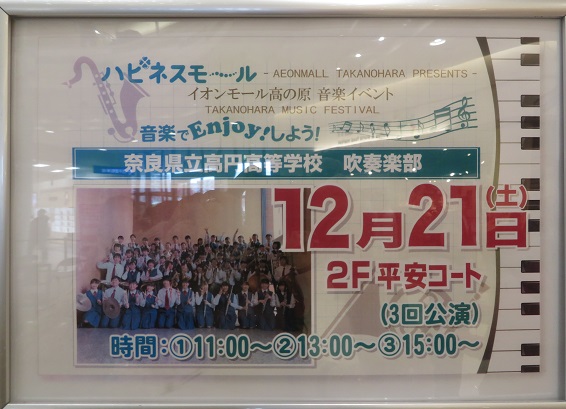 ハピネスモール
- AEONMALL TAKANOHARA PRESENTS -
イオンモール高の原 音楽イベント
TAKANOHARA MUSIC FESTIVAL
音楽でEnjoy!しよう!
奈良県立高円高等学校 吹奏楽部
12月21日(土)
2F 平安コート
(3回公演)
時間:①11:00~②13:00~③15:00~